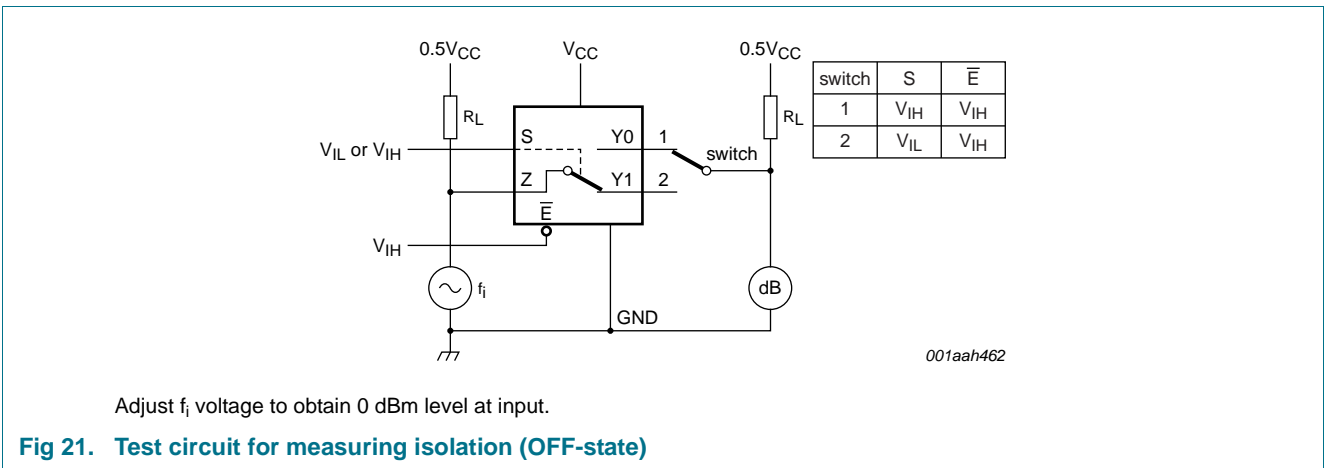 0.5VCC VCC 0.5VCC
switch S E̅
1 VIH VIH
2 VIL VIH
RL RL
S Y0 1
VIL or VIH
switch
Z Y1 2
E̅
VIH
fi dB
GND
001aah462
Adjust fi voltage to obtain 0 dBm level at input.
Fig 21. Test circuit for measuring isolation (OFF-state)